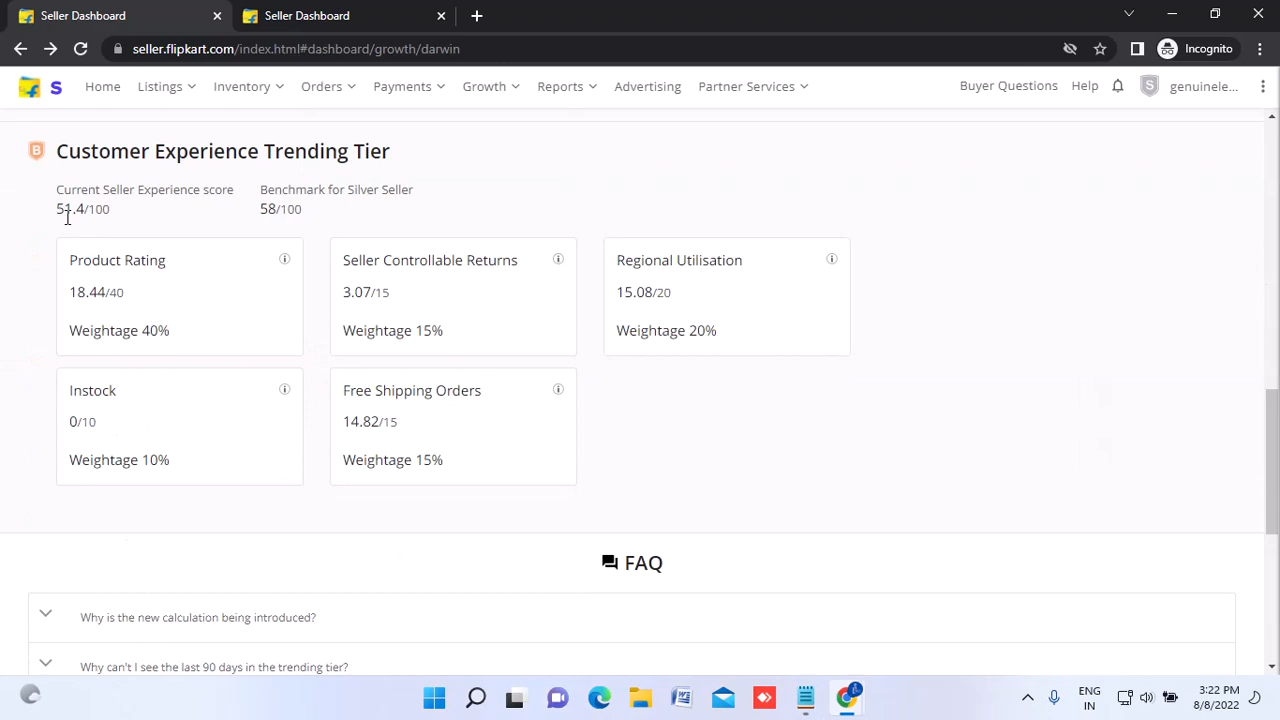 Seller Dashboard
Seller Dashboard
seller.flipkart.com/index.html#dashboard/growth/darwin
Incognito
S Home Listings Inventory Orders Payments Growth Reports Advertising Partner Services Buyer Questions Help S genuinele...
B Customer Experience Trending Tier
Current Seller Experience score Benchmark for Silver Seller
51.4/100 58/100
Product Rating Seller Controllable Returns Regional Utilisation
18.44/40 3.07/15 15.08/20
Weightage 40% Weightage 15% Weightage 20%
Instock Free Shipping Orders
0/10 14.82/15
Weightage 10% Weightage 15%
FAQ
Why is the new calculation being introduced?
Why can't I see the last 90 days in the trending tier?
ENG
IN
3:22 PM
8/8/2022